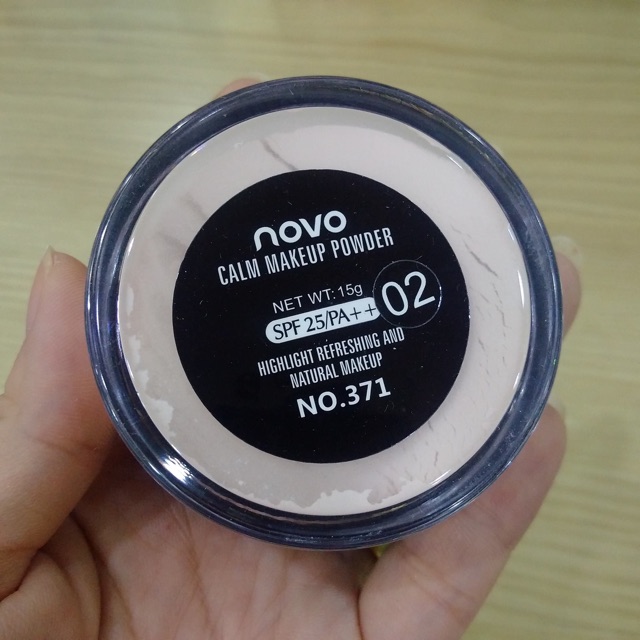 novo
CALM MAKEUP POWDER
NET WT: 15g
SPF 25/PA++
02
HIGHLIGHT REFRESHING AND
NATURAL MAKEUP
NO.371